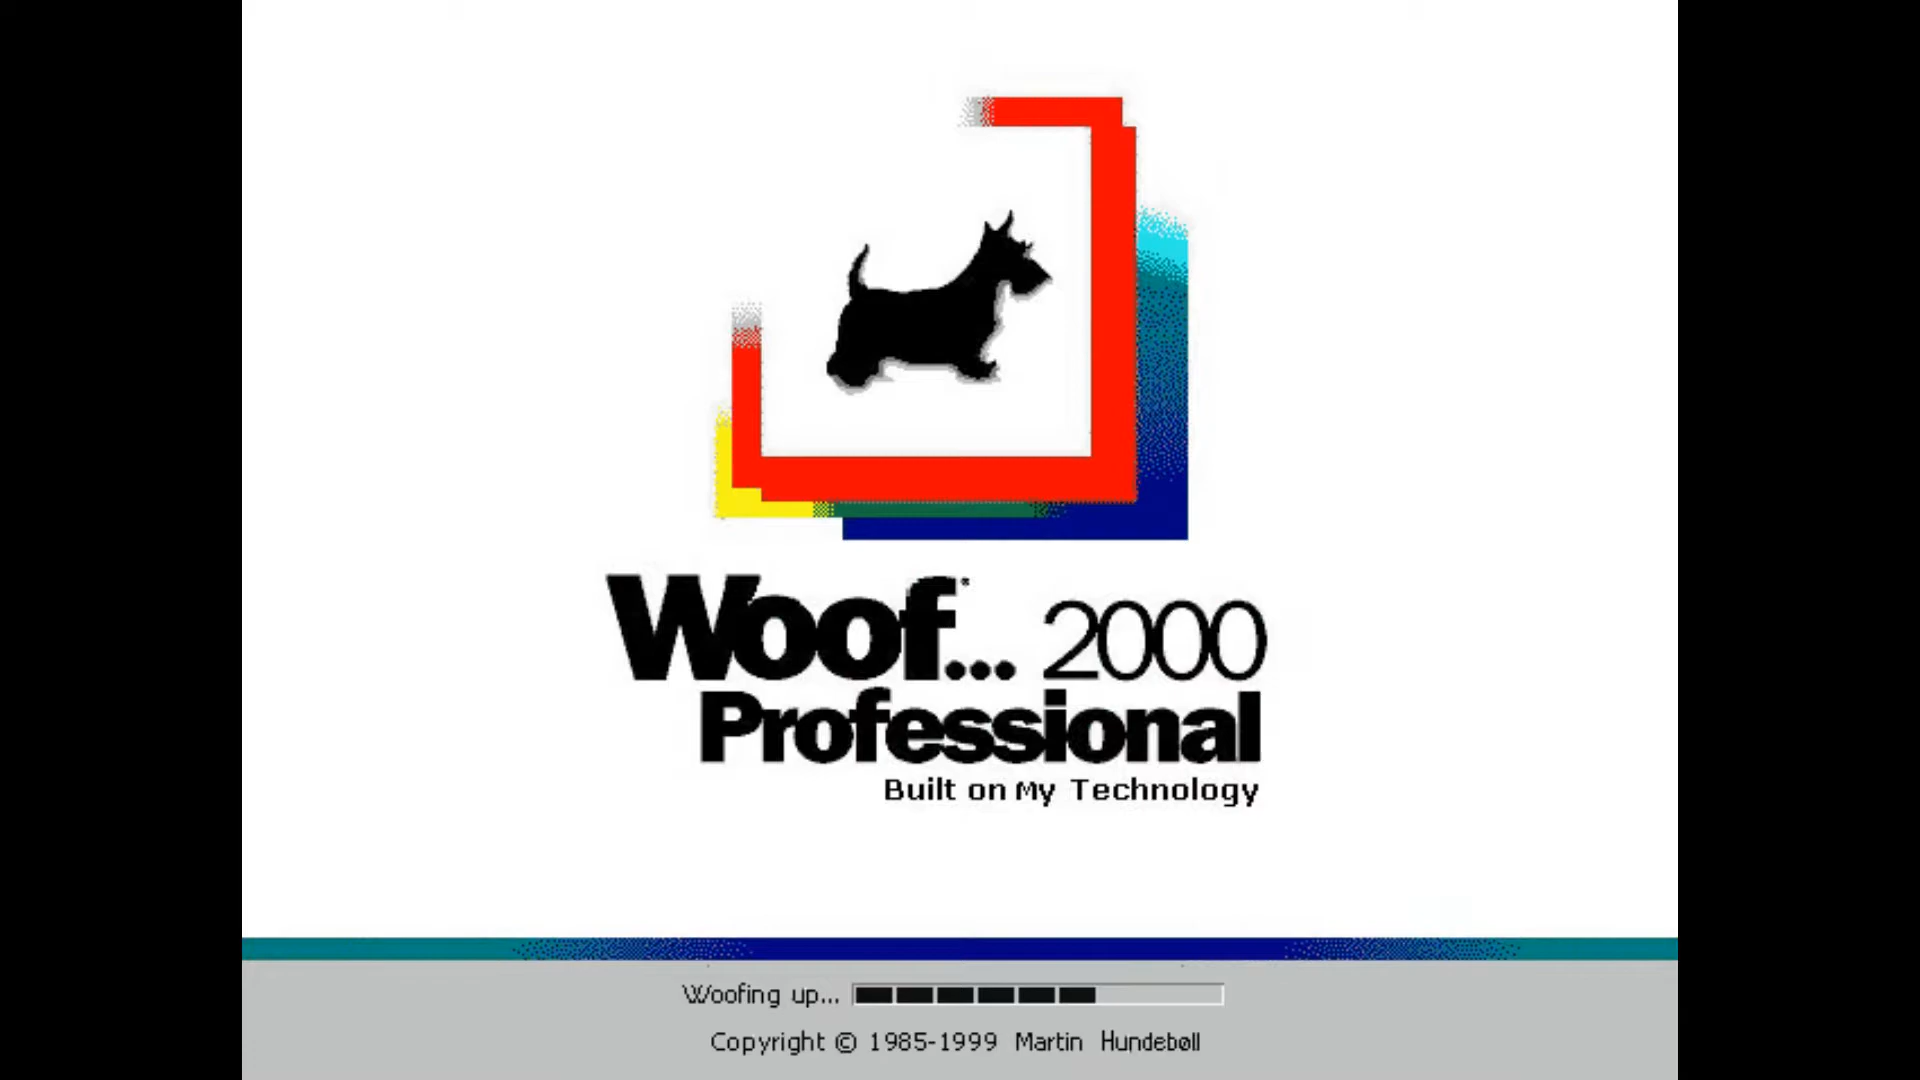 Woof... 2000
Professional
Built on My Technology
Woofing up...
Copyright © 1985-1999 Martin Hundebøll